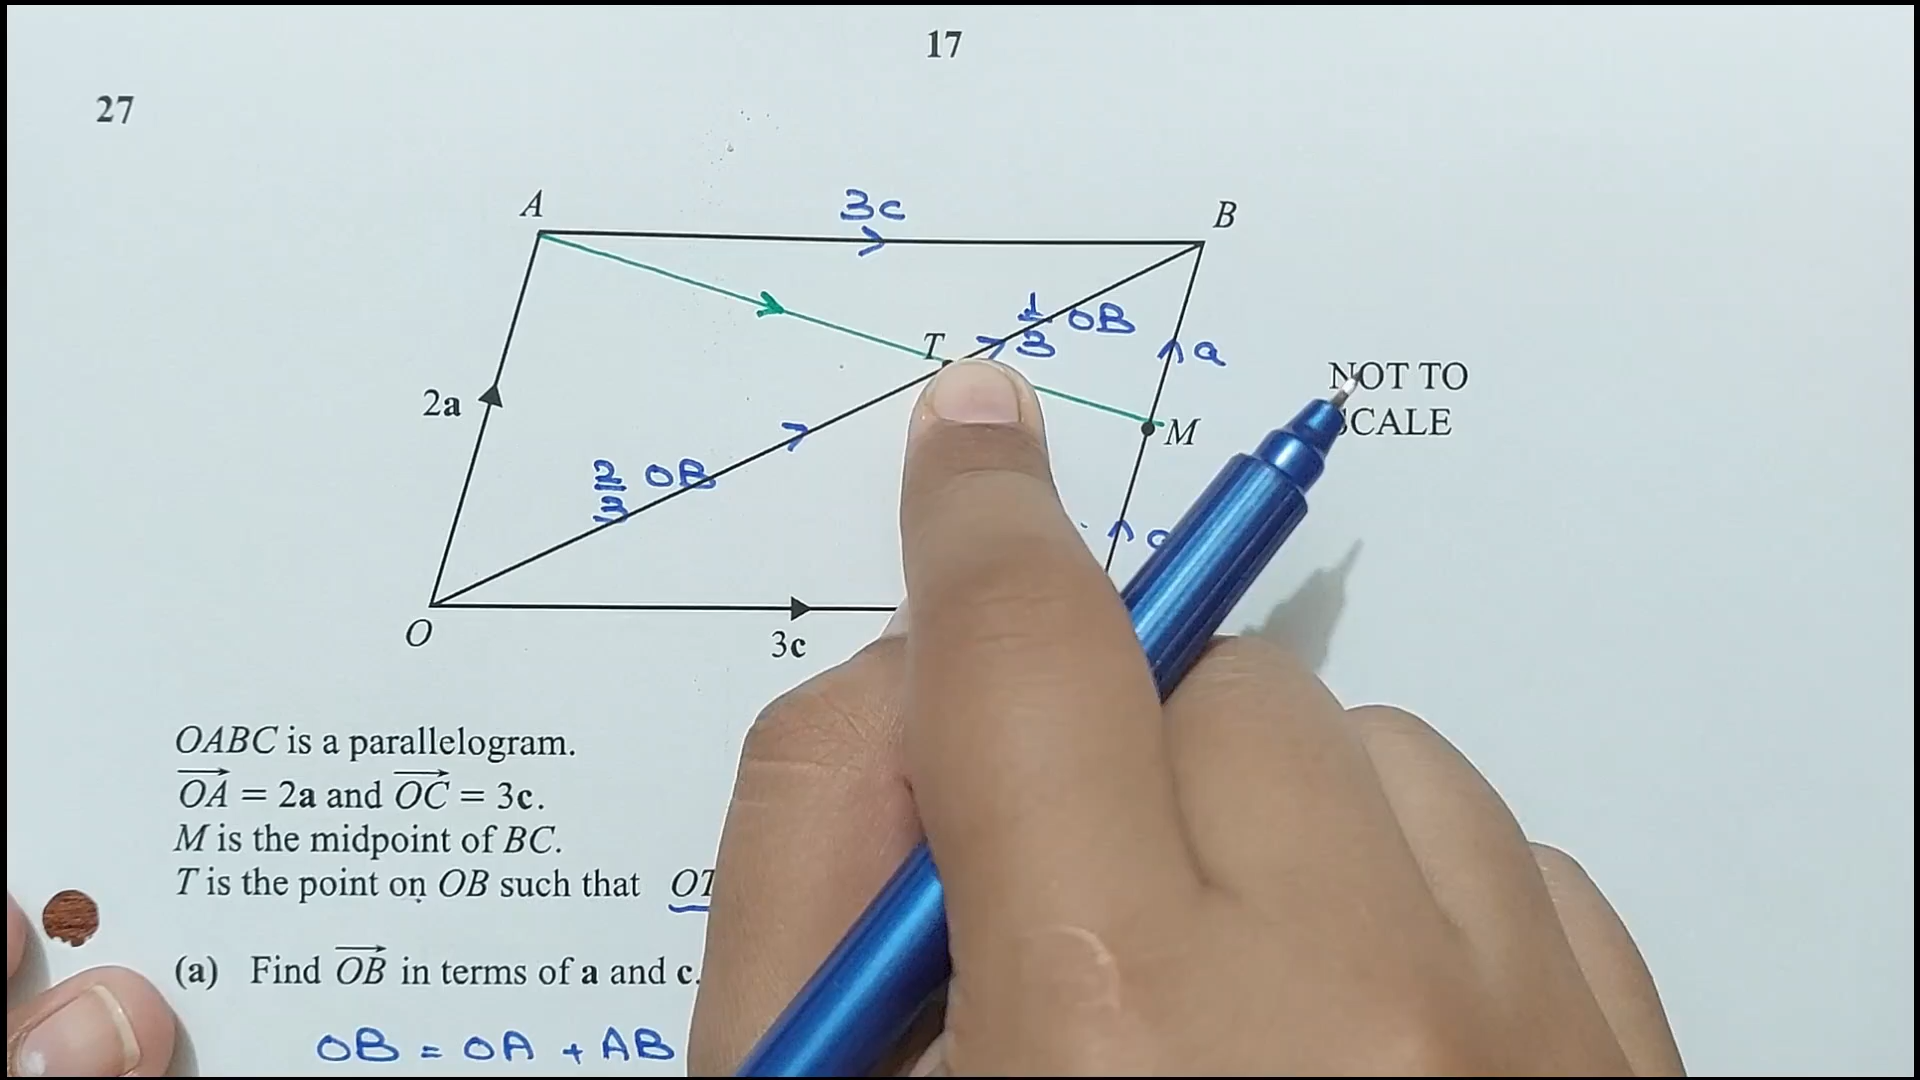 17
27
A
3c
B
1/3 OB
T
a
2a
NOT TO
SCALE
M
2/3 OB
O
3c
OABC is a parallelogram.
OA = 2a and OC = 3c.
M is the midpoint of BC.
T is the point on OB such that OT
(a) Find OB in terms of a and c.
OB = OA + AB